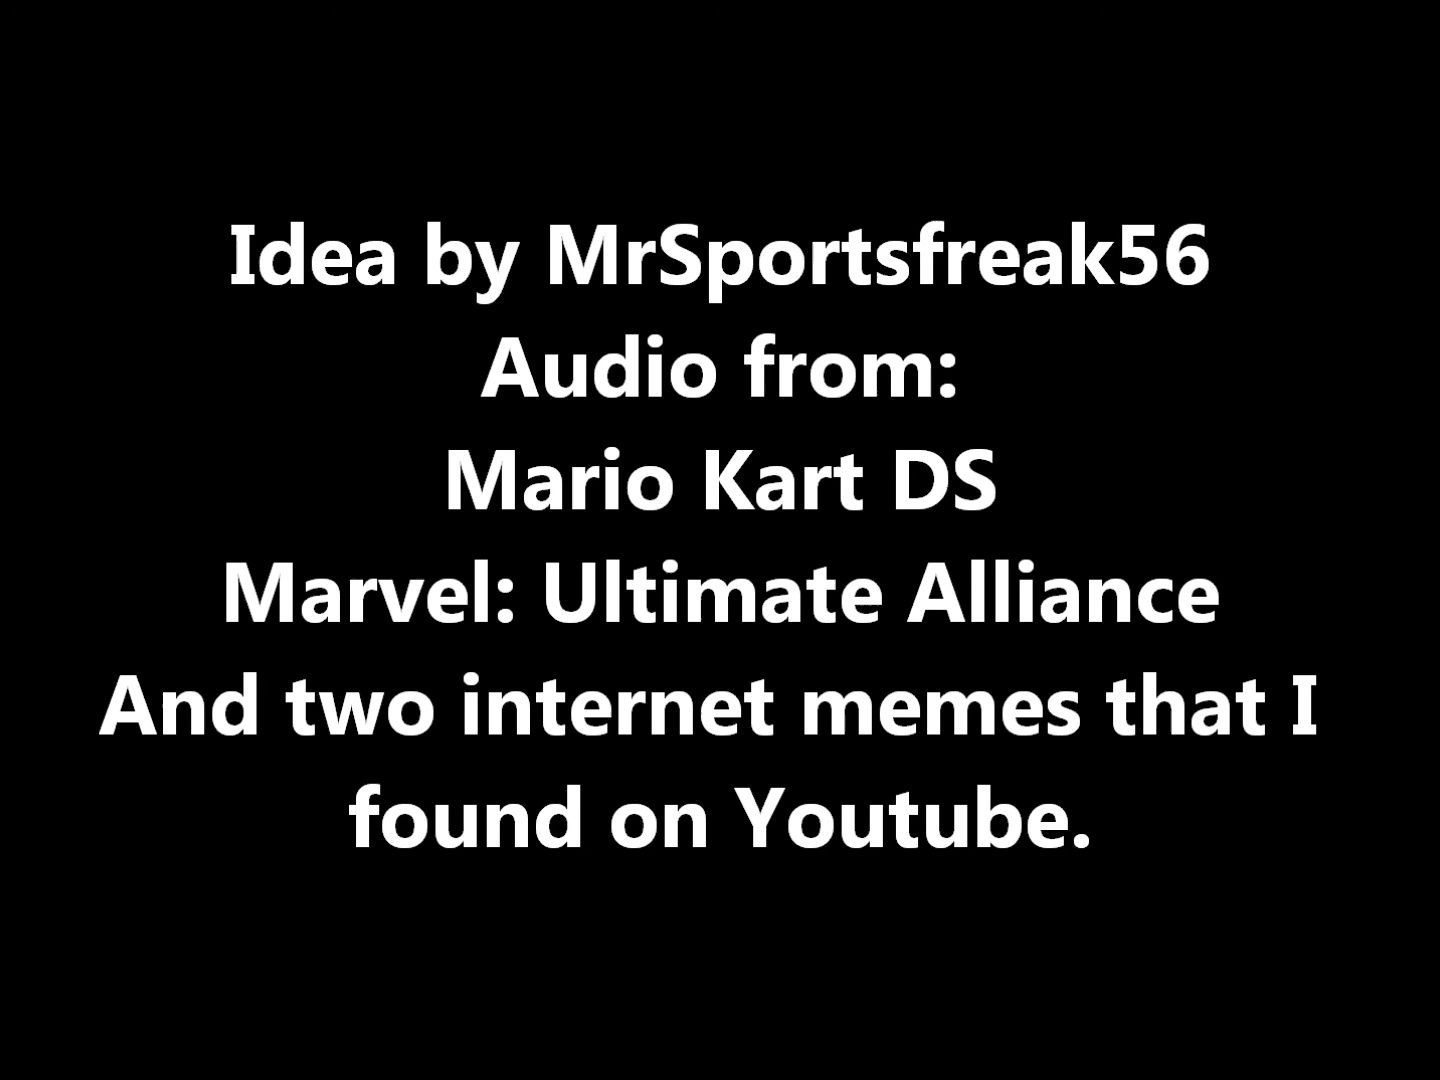 Idea by MrSportsfreak56
Audio from:
Mario Kart DS
Marvel: Ultimate Alliance
And two internet memes that I
found on Youtube.